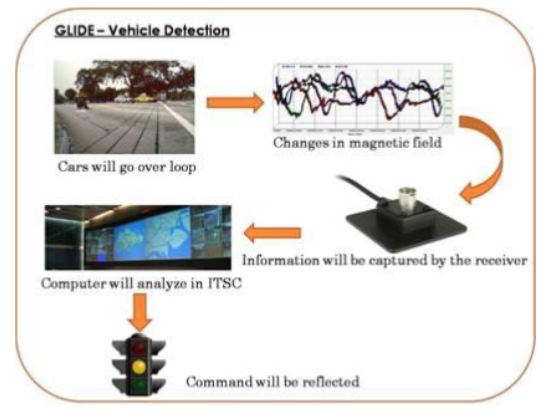 GLIDE – Vehicle Detection
Cars will go over loop
Changes in magnetic field
Information will be captured by the receiver
Computer will analyze in ITSC
Command will be reflected